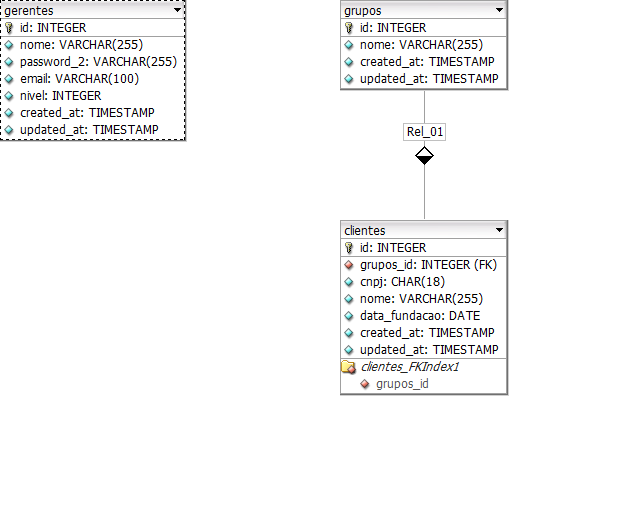 gerentes
id: INTEGER
nome: VARCHAR(255)
password_2: VARCHAR(255)
email: VARCHAR(100)
nivel: INTEGER
created_at: TIMESTAMP
updated_at: TIMESTAMP
grupos
id: INTEGER
nome: VARCHAR(255)
created_at: TIMESTAMP
updated_at: TIMESTAMP
Rel_01
clientes
id: INTEGER
grupos_id: INTEGER (FK)
cnpj: CHAR(18)
nome: VARCHAR(255)
data_fundacao: DATE
created_at: TIMESTAMP
updated_at: TIMESTAMP
clientes_FKIndex1
grupos_id